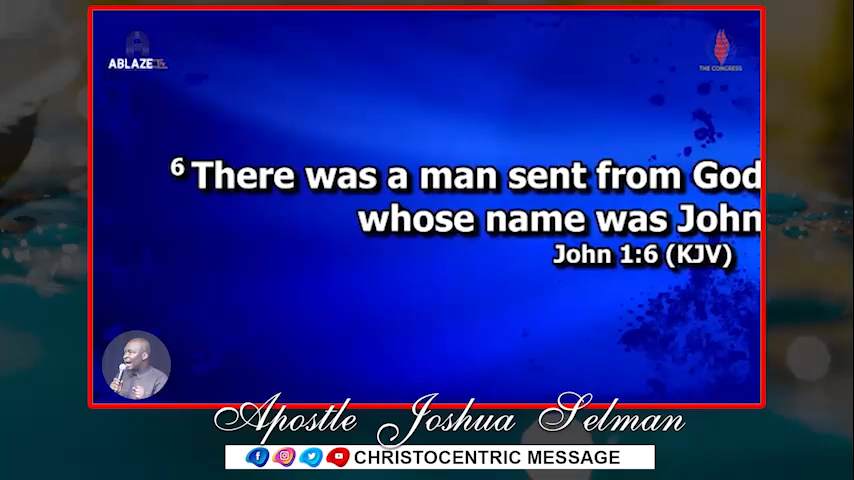 ABLAZE Tv
THE CONGRESS
6 There was a man sent from God
whose name was John
John 1:6 (KJV)
Apostle Joshua Selman
CHRISTOCENTRIC MESSAGE